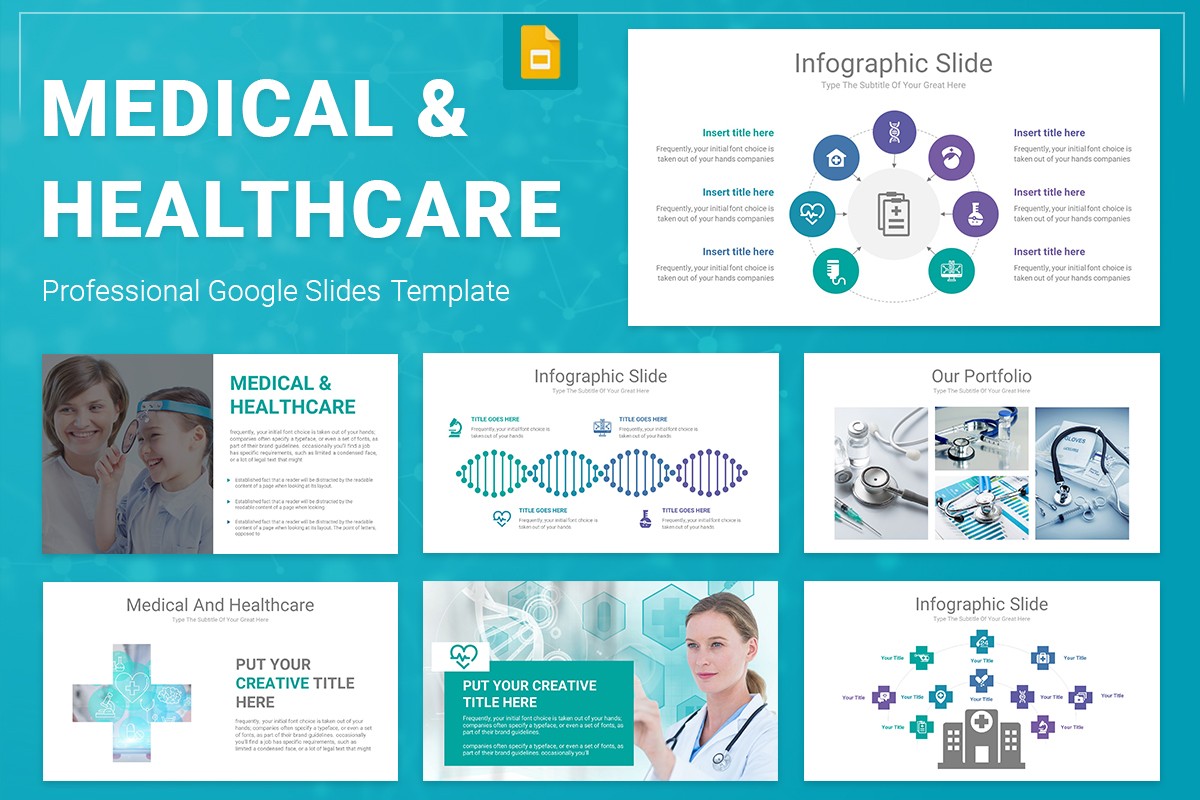 MEDICAL &
HEALTHCARE
Professional Google Slides Template
Infographic Slide
Type The Subtitle Of Your Great Here
Insert title here
Frequently, your initial font choice is
taken out of your hands companies
Insert title here
Frequently, your initial font choice is
taken out of your hands companies
Insert title here
Frequently, your initial font choice is
taken out of your hands companies
Insert title here
Frequently, your initial font choice is
taken out of your hands companies
Insert title here
Frequently, your initial font choice is
taken out of your hands companies
Insert title here
Frequently, your initial font choice is
taken out of your hands companies
MEDICAL &
HEALTHCARE
frequently, your initial font choice is taken out of your hands;
companies often specify a typeface, or even a set of fonts, as
part of their brand guidelines. occasionally you'll find a job
has specific requirements, such as limited a condensed face,
or a lot of legal text that might
Established fact that a reader will be distracted by the readable
content of a page when looking at its layout.
Established fact that a reader will be distracted by the
readable content of a page when looking
Established fact that a reader will be distracted by the readable
content of a page when looking at its layout. The point of letters,
opposed to
Infographic Slide
Type The Subtitle Of Your Great Here
TITLE GOES HERE
Frequently, your initial font choice is
taken out of your hands
TITLE GOES HERE
Frequently, your initial font choice is
taken out of your hands
TITLE GOES HERE
Frequently, your initial font choice is
taken out of your hands.
TITLE GOES HERE
Frequently, your initial font choice is
taken out of your hands.
Our Portfolio
Type The Subtitle Of Your Great Here
GLOVES
Medical And Healthcare
Type The Subtitle Of Your Great Here
PUT YOUR
CREATIVE TITLE
HERE
Frequently, your initial font choice is taken out of your
hands; companies often specify a typeface, or even a set
of fonts, as part of their brand guidelines. occasionally
you'll find a job has specific requirements, such as
limited a condensed face, or a lot of legal text that might
PUT YOUR CREATIVE
TITLE HERE
Frequently, your initial font choice is taken out of your hands;
companies often specify a typeface, or even a set of fonts, as
part of their brand guidelines.
companies often specify a typeface, or even a set of fonts, as
part of their brand guidelines. occasionally you'll
Infographic Slide
Type The Subtitle Of Your Great Here
24
Your Title
Your Title
Your Title
Your Title
Your Title
Your Title
Your Title
Your Title
Your Title
Your Title